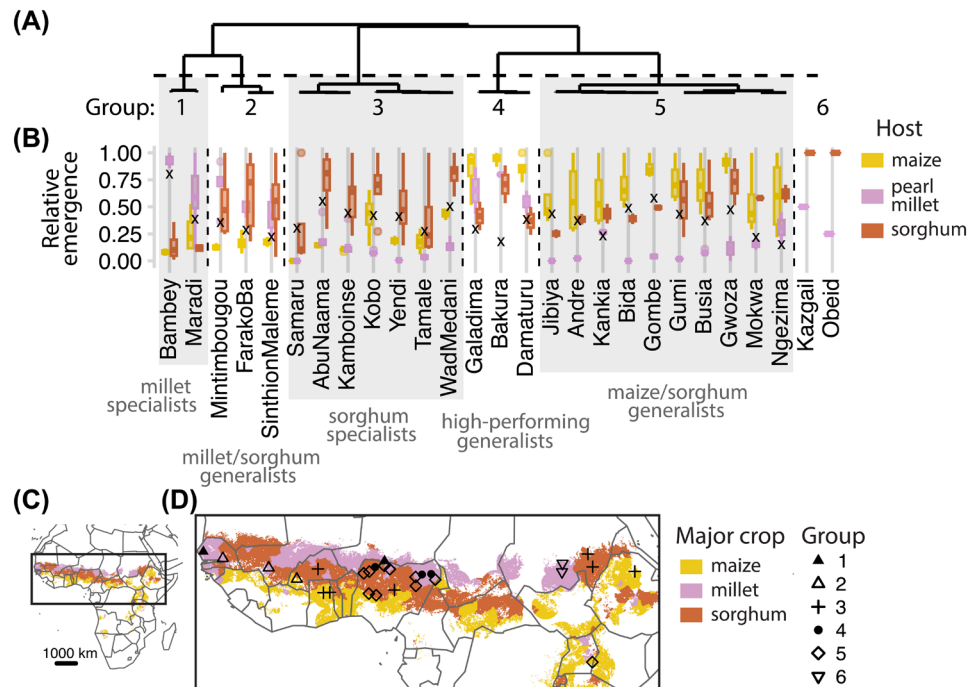 (A)
Group: 1 2 3 4 5 6
(B)
Relative emergence
1.00
0.75
0.50
0.25
0.00
x x x x x x x x x x x x x x x x x x x x x x x x x
Host
maize
pearl
millet
sorghum
Bambey
Maradi
Mintimbougou
FarakoBa
SinthionMaleme
Samaru
AbuNaama
Kamboinse
Kobo
Yendi
Tamale
WadMedani
Galadima
Bakura
Damaturu
Jibiya
Andre
Kankia
Bida
Gombe
Gumi
Busia
Gwoza
Mokwa
Ngezima
Kazgail
Obeid
millet
specialists
millet/sorghum
generalists
sorghum
specialists
high-performing
generalists
maize/sorghum
generalists
(C)
1000 km
(D)
Major crop
maize
millet
sorghum
Group
1
2
3
4
5
6